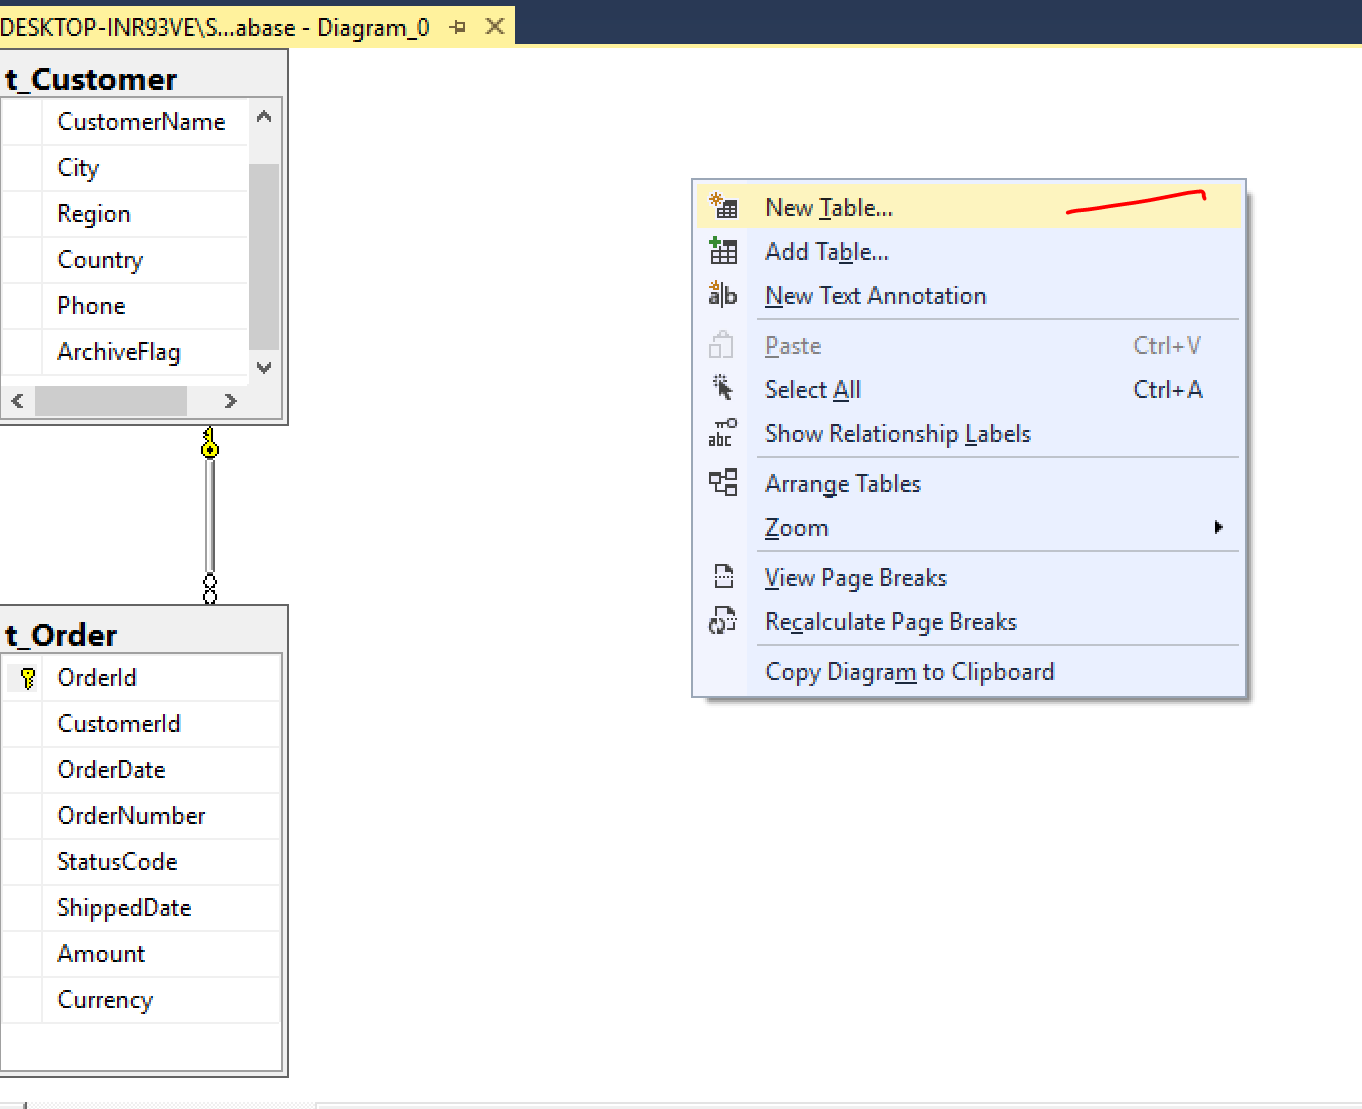 DESKTOP-INR93VE\S...abase - Diagram_0
t_Customer
CustomerName
City
Region
Country
Phone
ArchiveFlag
t_Order
OrderId
CustomerId
OrderDate
OrderNumber
StatusCode
ShippedDate
Amount
Currency
New Table...
Add Table...
a|b New Text Annotation
Paste Ctrl+V
Select All Ctrl+A
abc Show Relationship Labels
Arrange Tables
Zoom
View Page Breaks
Recalculate Page Breaks
Copy Diagram to Clipboard